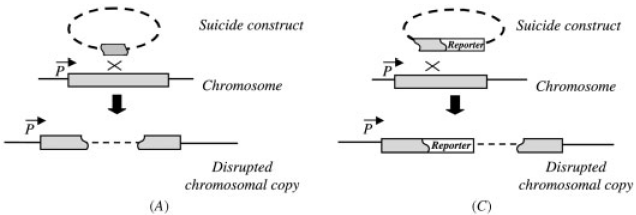 Suicide construct
P
Chromosome
P
Disrupted
chromosomal copy
(A)
Suicide construct
Reporter
P
Chromosome
P
Reporter
Disrupted
chromosomal copy
(C)